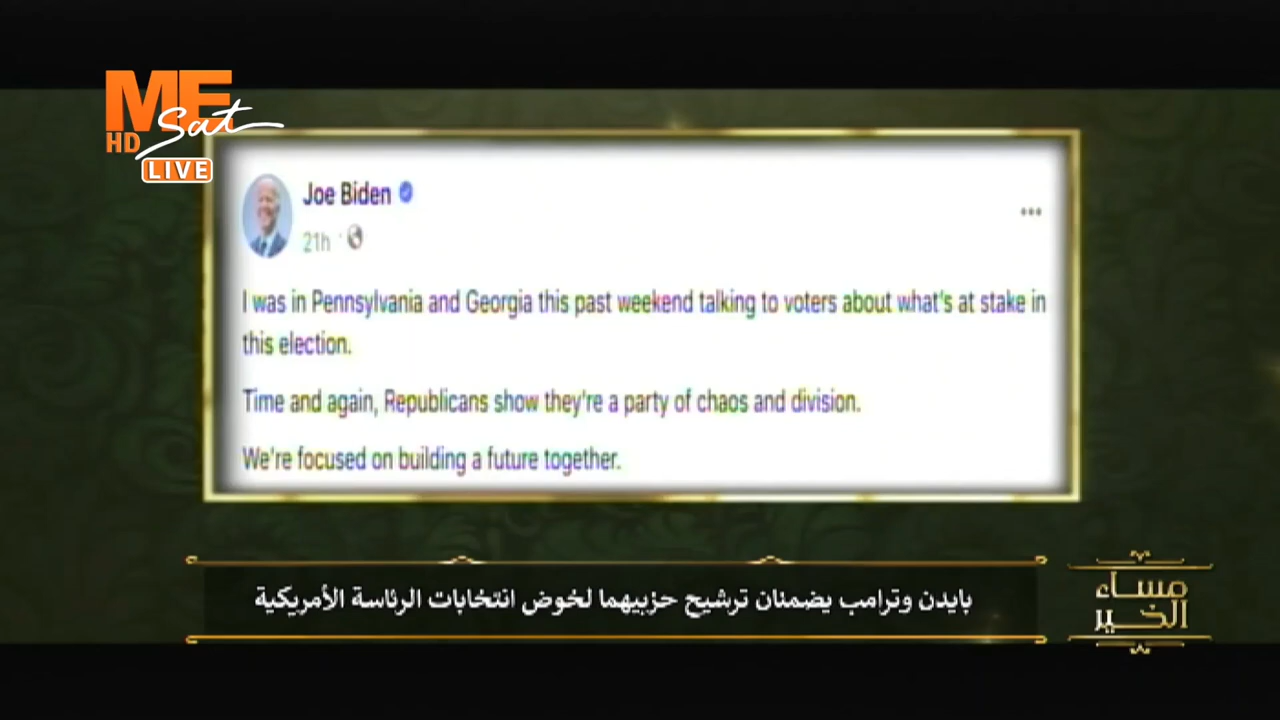 ME
Sat
HD
LIVE
Joe Biden
21h
I was in Pennsylvania and Georgia this past weekend talking to voters about what's at stake in
this election.
Time and again, Republicans show they're a party of chaos and division.
We're focused on building a future together.
بايدن وترامب يضمنان ترشيح حزبيهما لخوض انتخابات الرئاسة الأمريكية
مساء
الخير